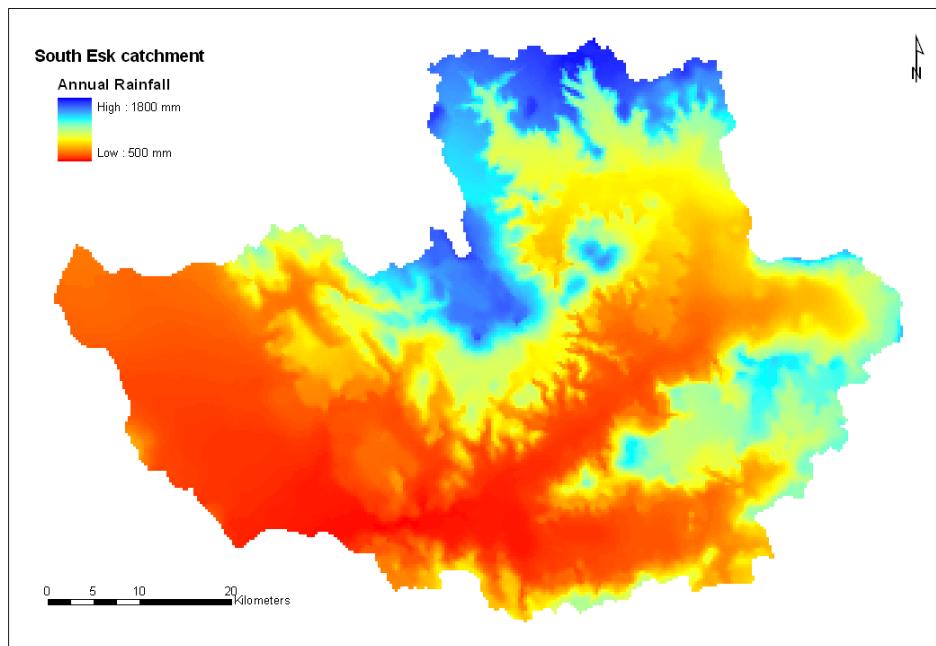 South Esk catchment
Annual Rainfall
High : 1800 mm
Low : 500 mm
N
0 5 10 20
Kilometers